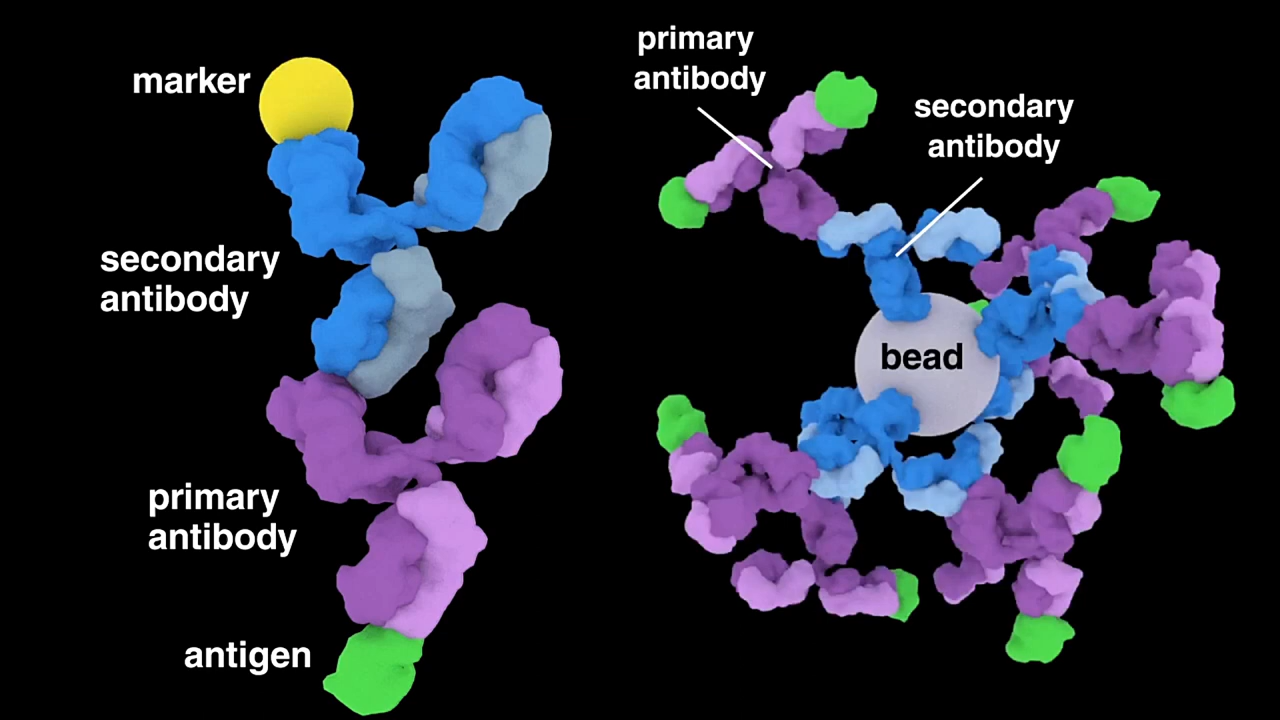 marker
secondary
antibody
primary
antibody
antigen
primary
antibody
secondary
antibody
bead